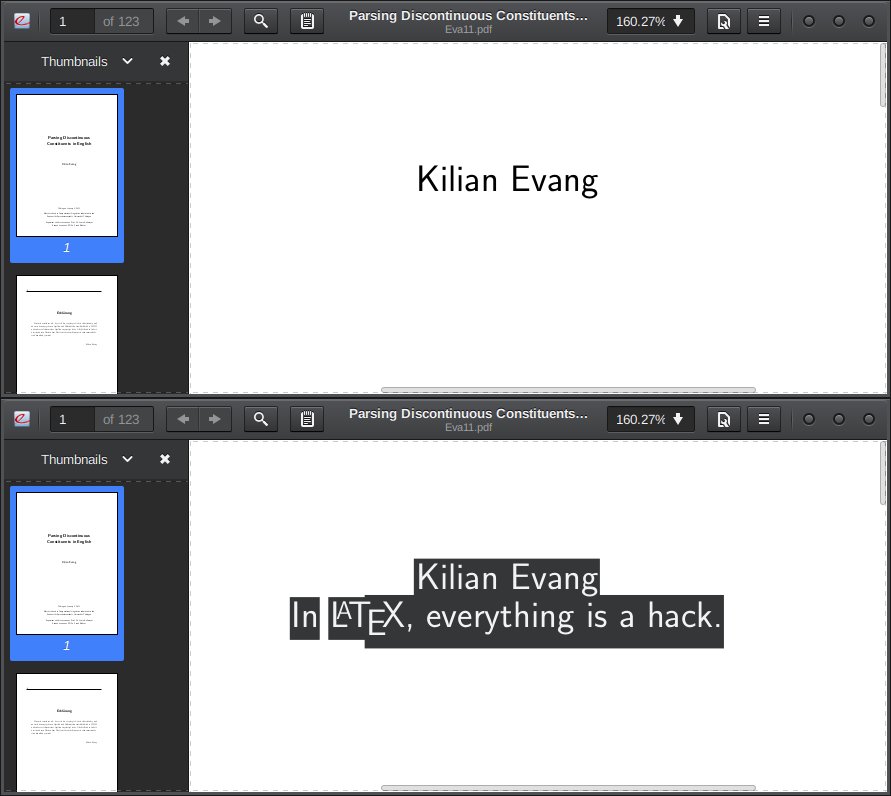 1 of 123
Parsing Discontinuous Constituents...
Eva11.pdf
160.27%
Thumbnails
Kilian Evang
Parsing Discontinuous
Constituents in English
Kilian Evang
1
1 of 123
Parsing Discontinuous Constituents...
Eva11.pdf
160.27%
Thumbnails
Kilian Evang
In LATEX, everything is a hack.
Parsing Discontinuous
Constituents in English
Kilian Evang
1